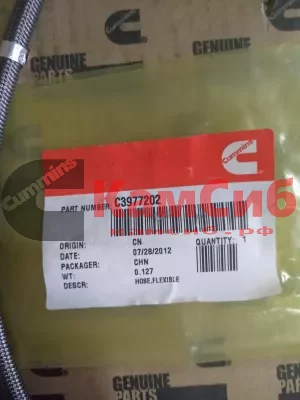 GENUINE
PARTS
GENUINE
PARTS
Cummins
Cummins
PART NUMBER: C3977202
КамСиб
ORIGIN: CN QUANTITY: 1
DATE: 07/28/2012
PACKAGER: CHN
WT: 0.127
DESCR: HOSE,FLEXIBLE
Cummins
GENUINE
PARTS
GENUINE